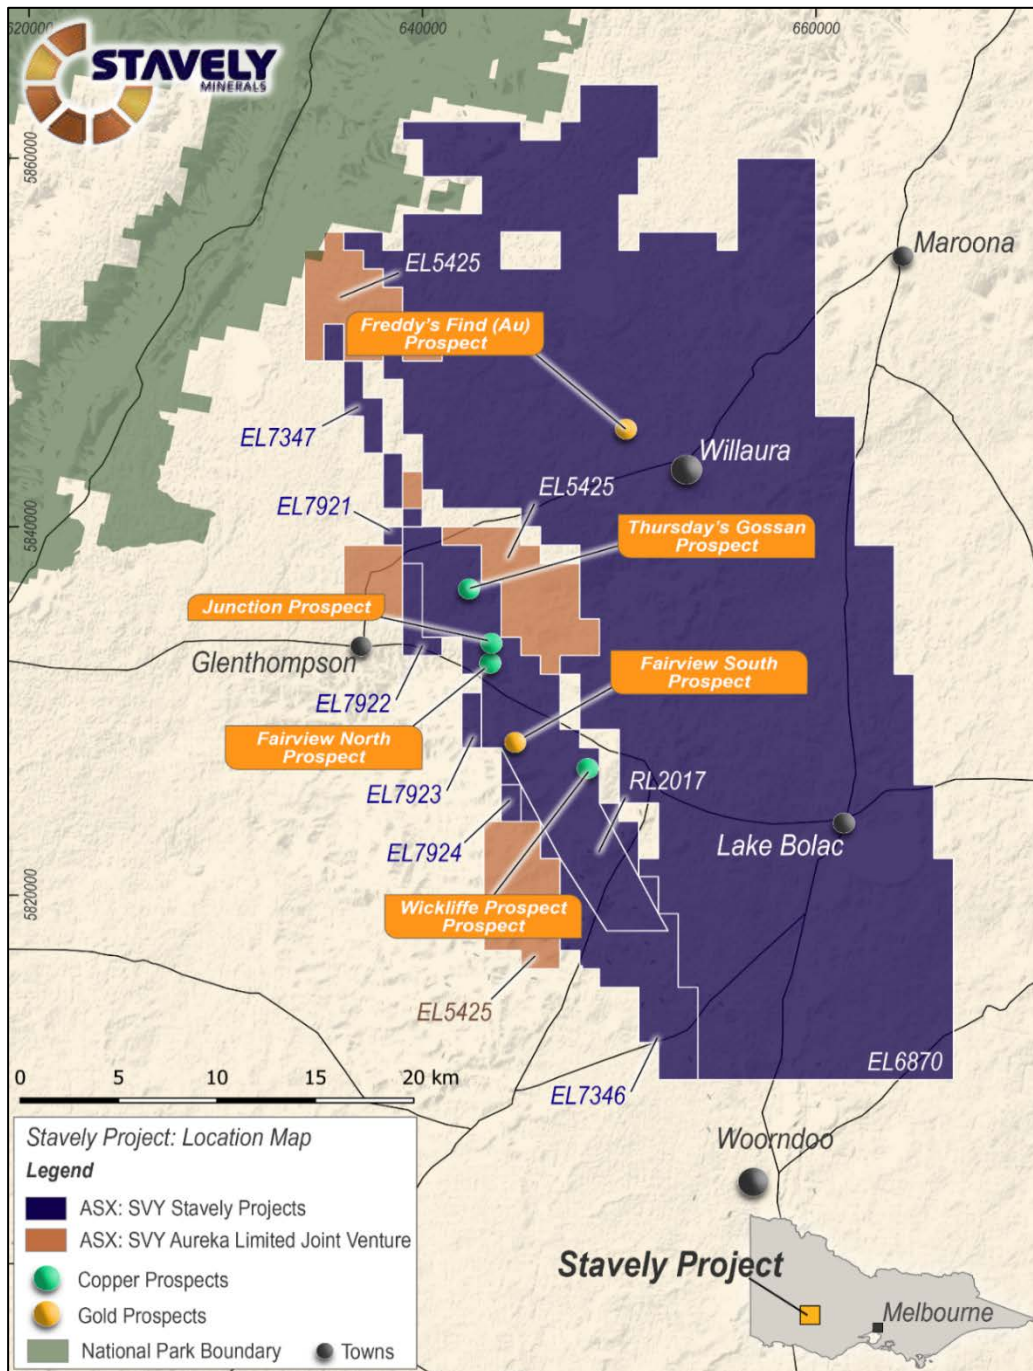 620000
640000
660000
STAVELY
MINERALS
5860000
Maroona
EL5425
Freddy's Find (Au)
Prospect
EL7347
Willaura
EL5425
EL7921
5840000
Thursday's Gossan
Prospect
Junction Prospect
Glenthompson
Fairview South
Prospect
EL7922
Fairview North
Prospect
EL7923
RL2017
EL7924
Lake Bolac
5820000
Wickliffe Prospect
Prospect
EL5425
EL6870
0 5 10 15 20 km
EL7346
Stavely Project: Location Map
Legend
ASX: SVY Stavely Projects
ASX: SVY Aureka Limited Joint Venture
Copper Prospects
Gold Prospects
National Park Boundary
Towns
Woorndoo
Stavely Project
Melbourne